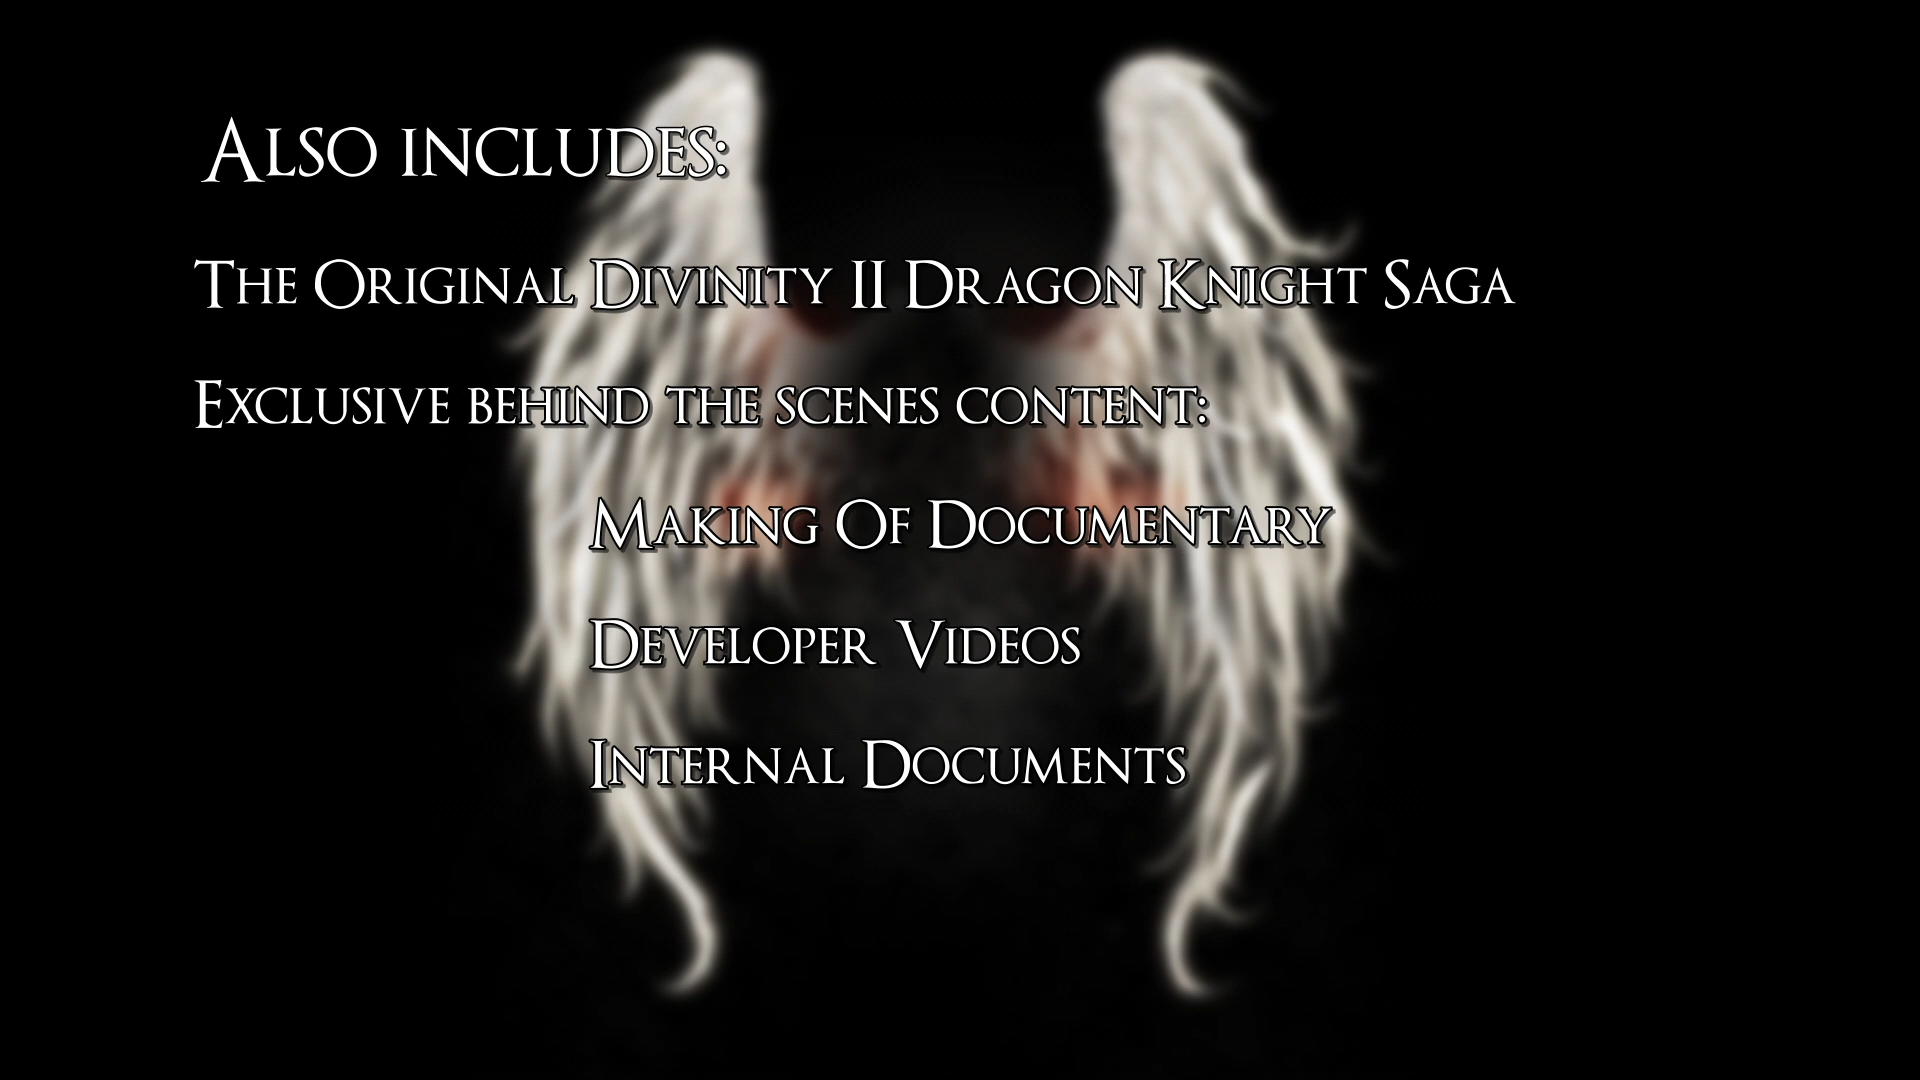 Also includes:
The Original Divinity II Dragon Knight Saga
Exclusive behind the scenes content:
Making Of Documentary
Developer Videos
Internal Documents